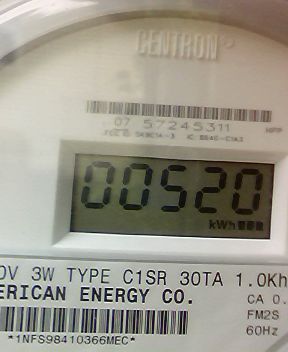 CENTRON®
07 57245311
00520
kWh
0V 3W TYPE C1SR 30TA 1.0Kh
ERICAN ENERGY CO.
CA 0.
FM2S
60Hz
*1NFS98410366MEC*